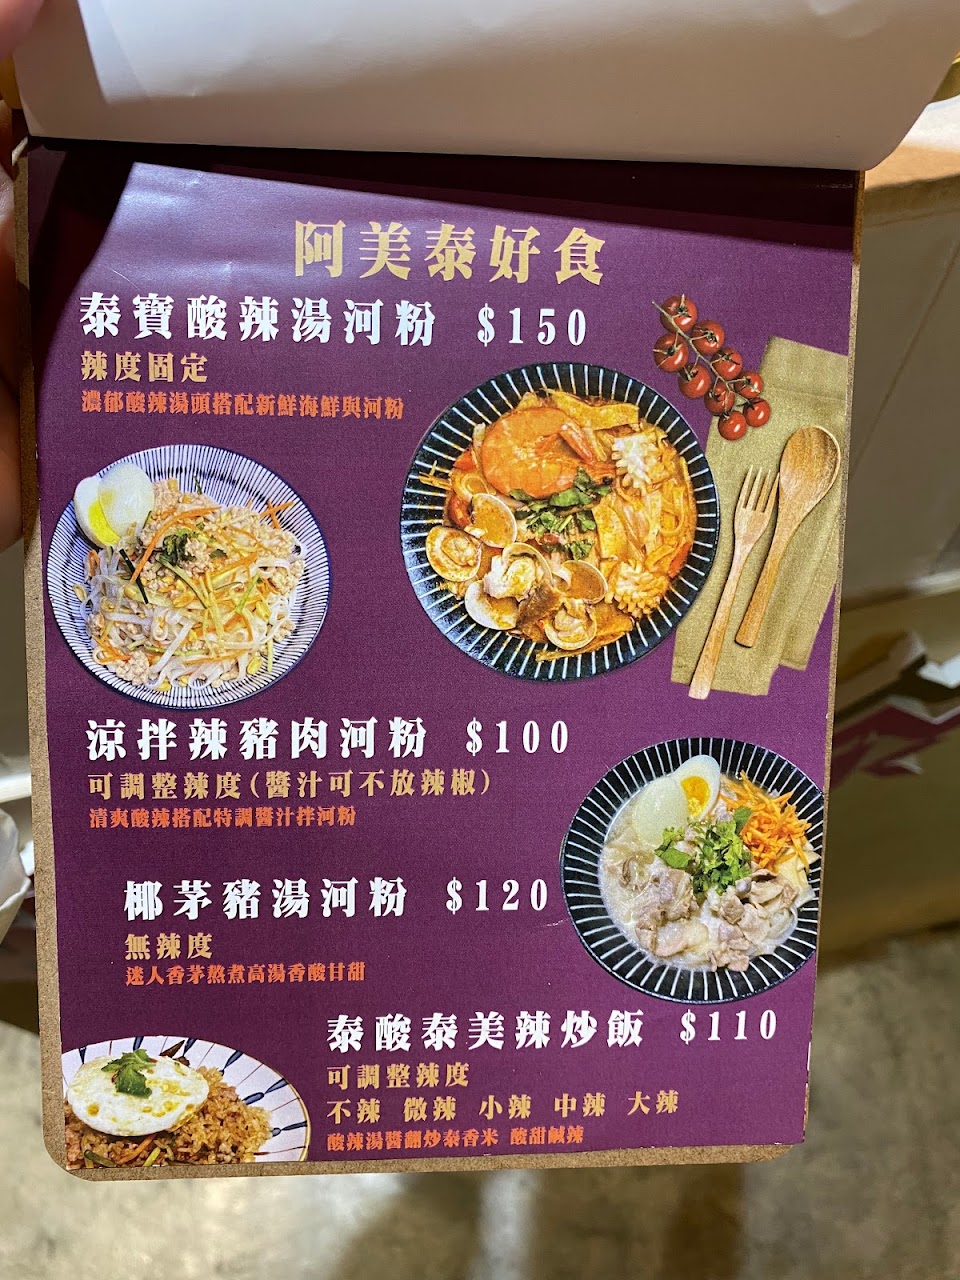 阿美泰好食
泰寶酸辣湯河粉 $150
辣度固定
濃郁酸辣湯頭搭配新鮮海鮮與河粉
涼拌辣豬肉河粉 $100
可調整辣度(醬汁可不放辣椒)
清爽酸辣搭配特調醬汁拌河粉
椰茅豬湯河粉 $120
無辣度
迷人香茅熬煮高湯香酸甘甜
泰酸泰美辣炒飯 $110
可調整辣度
不辣 微辣 小辣 中辣 大辣
酸辣湯醬翻炒泰香米 酸甜鹹辣